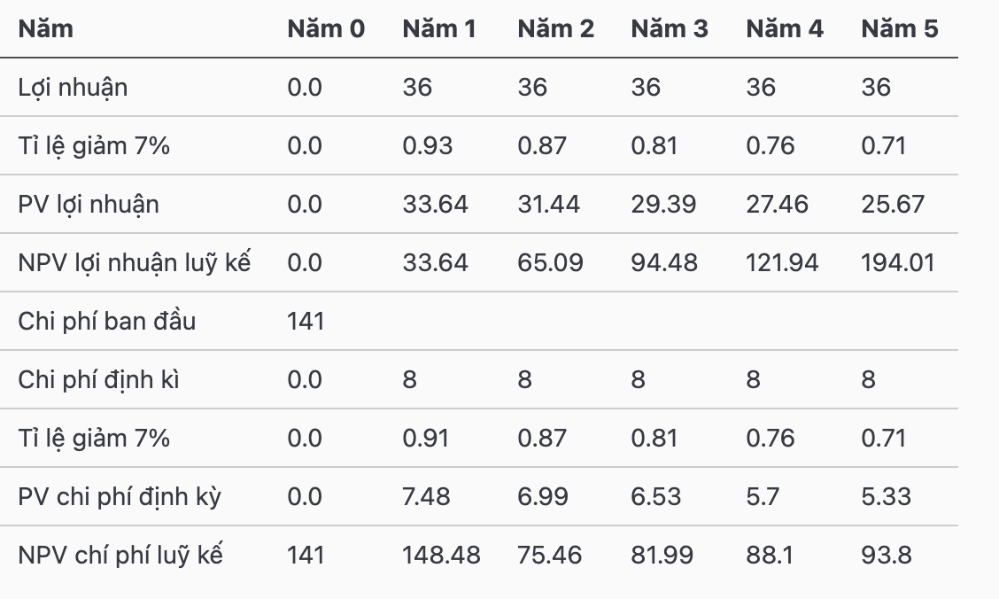 Năm Năm 0 Năm 1 Năm 2 Năm 3 Năm 4 Năm 5
Lợi nhuận 0.0 36 36 36 36 36
Tỉ lệ giảm 7% 0.0 0.93 0.87 0.81 0.76 0.71
PV lợi nhuận 0.0 33.64 31.44 29.39 27.46 25.67
NPV lợi nhuận luỹ kế 0.0 33.64 65.09 94.48 121.94 194.01
Chi phí ban đầu 141
Chi phí định kì 0.0 8 8 8 8 8
Tỉ lệ giảm 7% 0.0 0.91 0.87 0.81 0.76 0.71
PV chi phí định kỳ 0.0 7.48 6.99 6.53 5.7 5.33
NPV chí phí luỹ kế 141 148.48 75.46 81.99 88.1 93.8